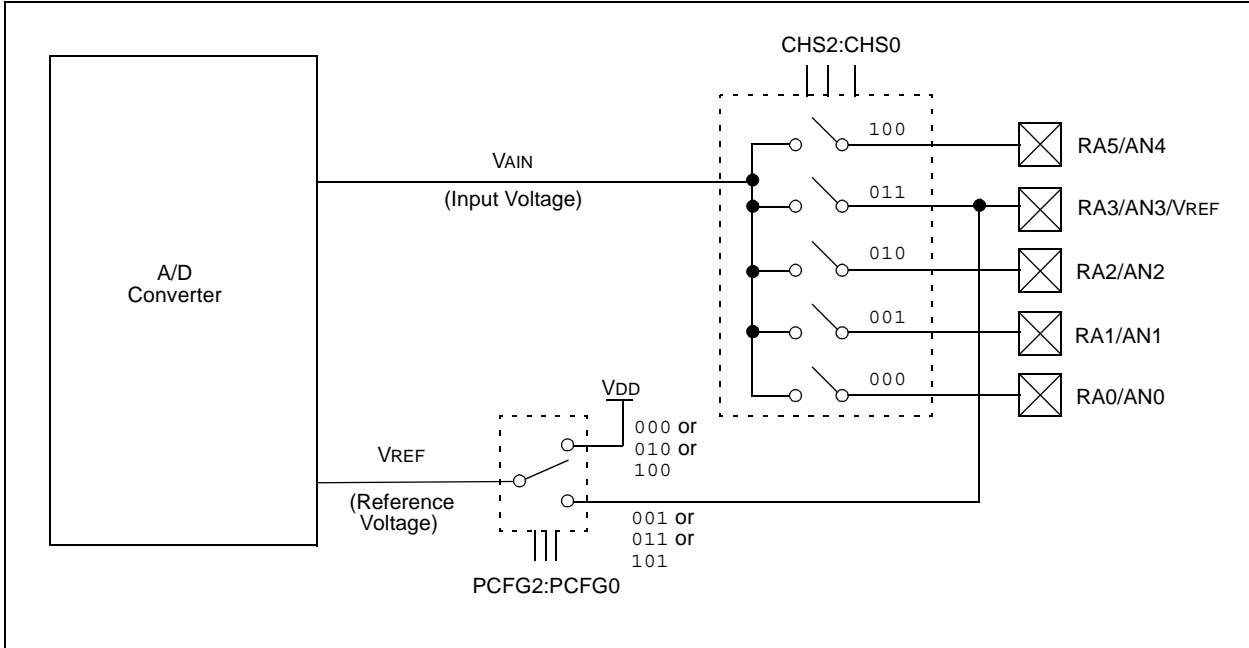 CHS2:CHS0
100
RA5/AN4
VAIN
(Input Voltage)
011
RA3/AN3/VREF
A/D
Converter
010
RA2/AN2
001
RA1/AN1
000
RA0/AN0
VDD
000 or
010 or
100
VREF
(Reference
Voltage)
001 or
011 or
101
PCFG2:PCFG0